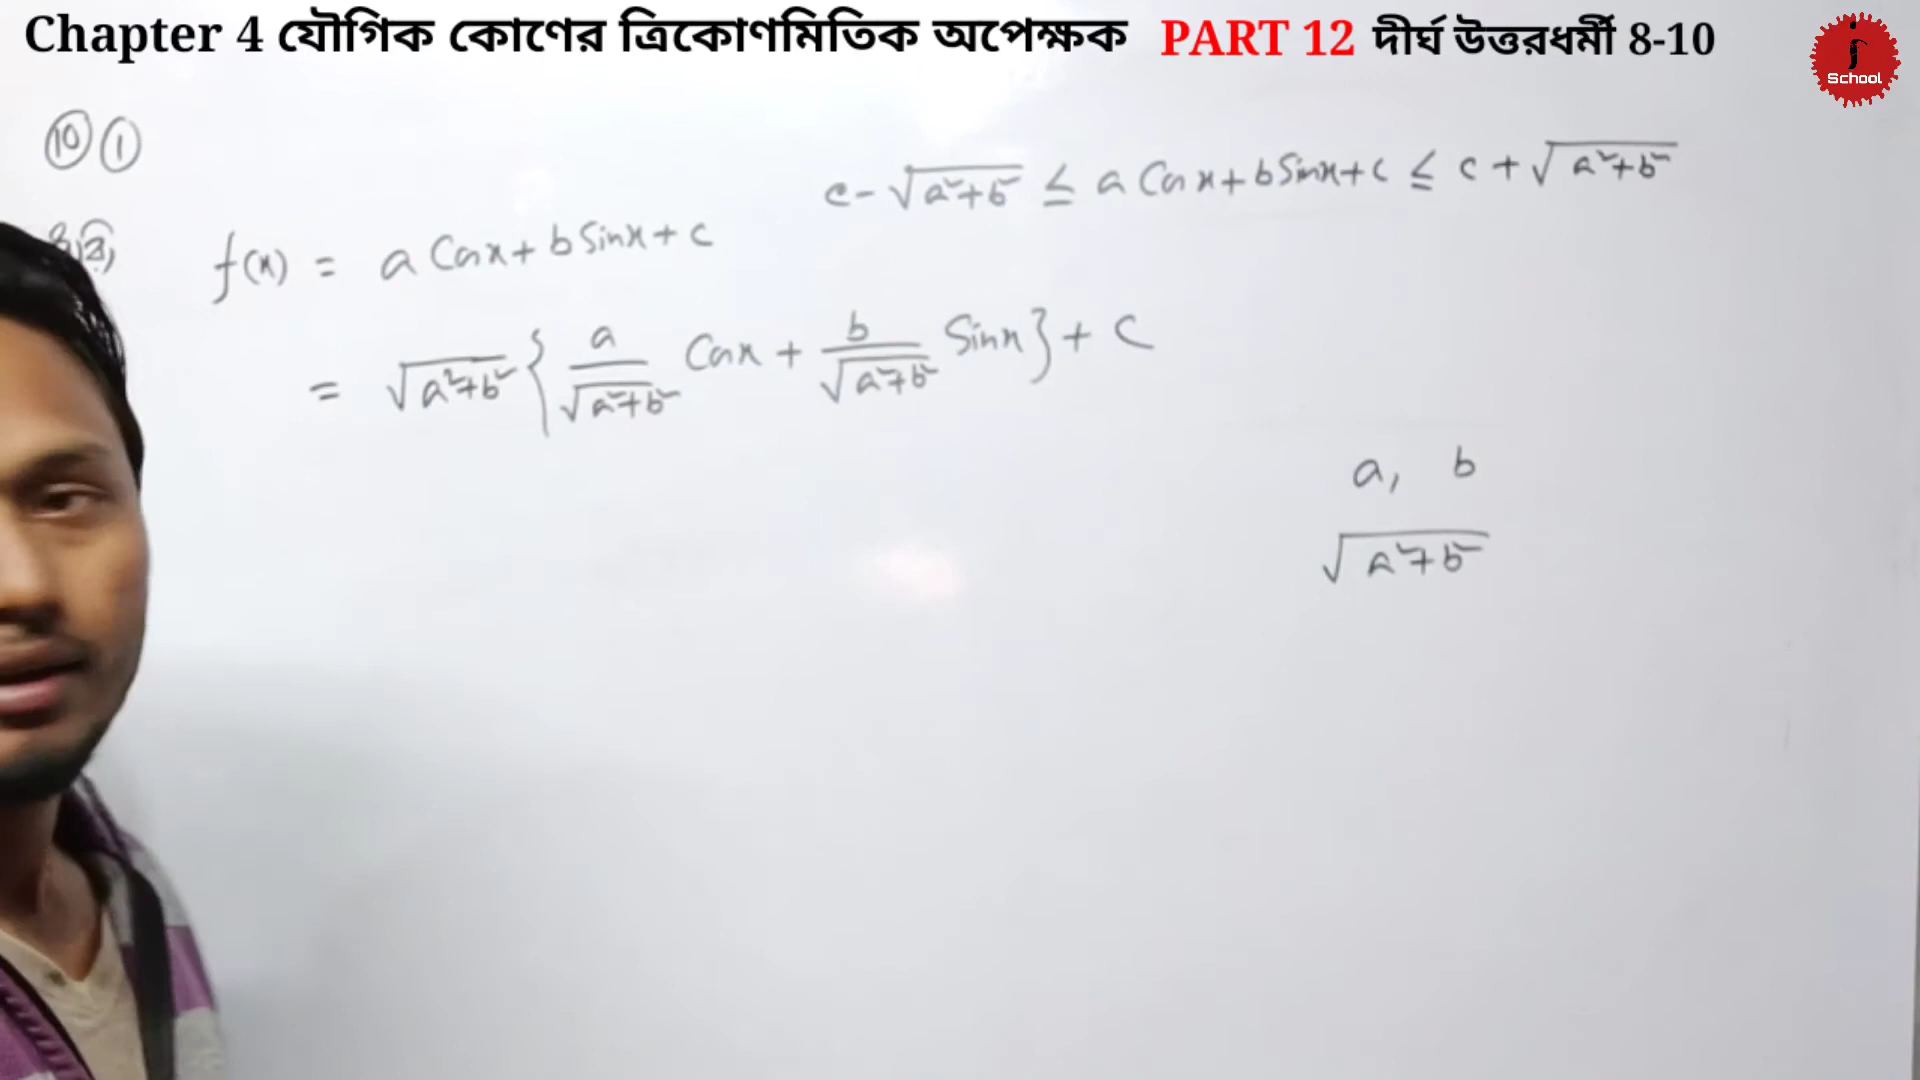 Chapter 4 যৌগিক কোণের ত্রিকোণমিতিক অপেক্ষক PART 12 দীর্ঘ উত্তরধর্মী 8-10
f School
10 1
c - √(a²+b²) ≤ a Cos x + b Sin x + c ≤ c + √(a²+b²)
f(x) = a Cos x + b Sin x + c
= √(a²+b²) { a/√(a²+b²) Cos x + b/√(a²+b²) Sin x } + c
a, b
√(a²+b²)